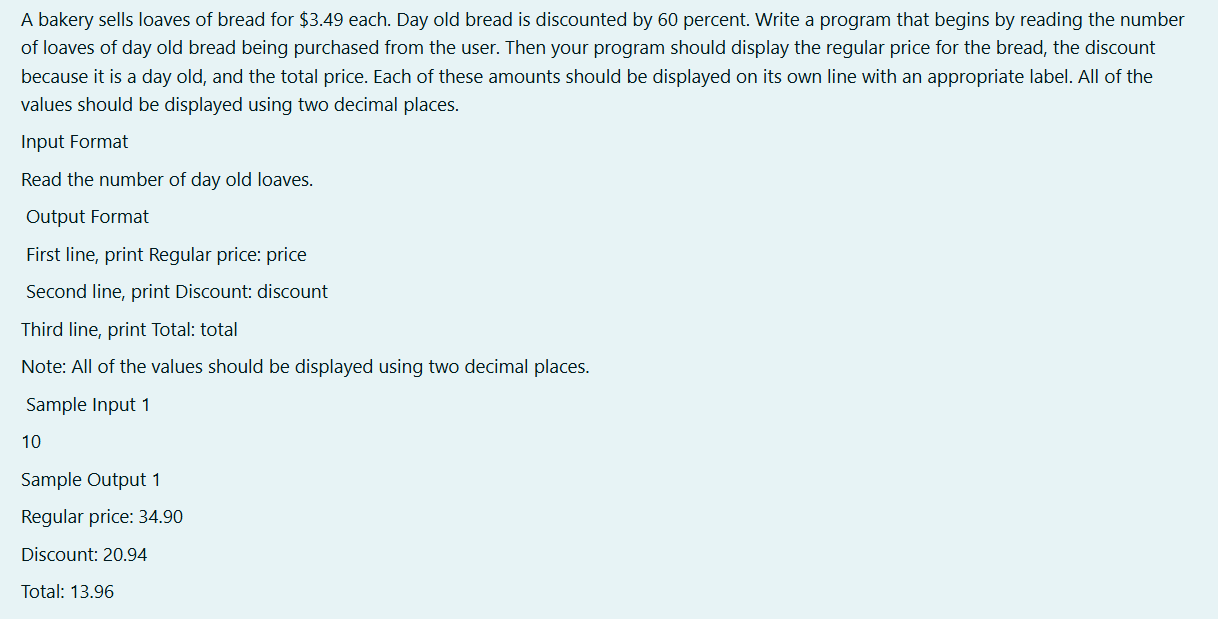 A bakery sells loaves of bread for $3.49 each. Day old bread is discounted by 60 percent. Write a program that begins by reading the number
of loaves of day old bread being purchased from the user. Then your program should display the regular price for the bread, the discount
because it is a day old, and the total price. Each of these amounts should be displayed on its own line with an appropriate label. All of the
values should be displayed using two decimal places.
Input Format
Read the number of day old loaves.
Output Format
First line, print Regular price: price
Second line, print Discount: discount
Third line, print Total: total
Note: All of the values should be displayed using two decimal places.
Sample Input 1
10
Sample Output 1
Regular price: 34.90
Discount: 20.94
Total: 13.96